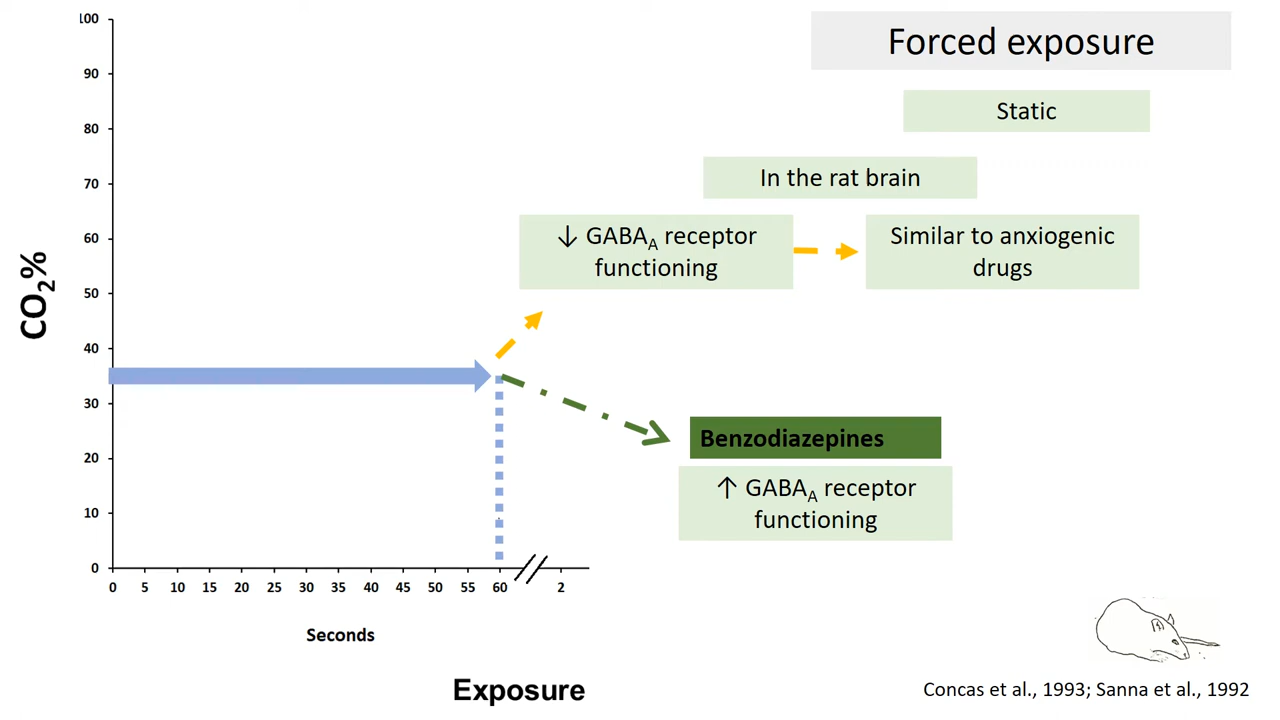 Forced exposure
Static
In the rat brain
↓ GABAA receptor
functioning
Similar to anxiogenic
drugs
Benzodiazepines
↑ GABAA receptor
functioning
CO2%
100
90
80
70
60
50
40
30
20
10
0
0 5 10 15 20 25 30 35 40 45 50 55 60 2
Seconds
Exposure
Concas et al., 1993; Sanna et al., 1992